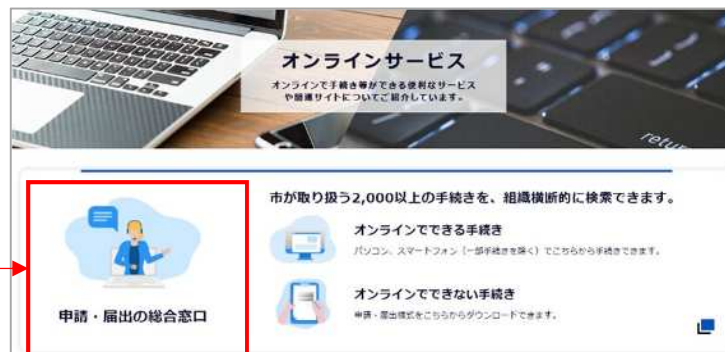 オンラインサービス
オンラインで手続き等ができる便利なサービス
や関連サイトについてご紹介しています。
return
市が取り扱う2,000以上の手続きを、組織横断的に検索できます。
申請・届出の総合窓口
オンラインでできる手続き
パソコン、スマートフォン（一部手続きを除く）でこちらから手続きできます。
オンラインでできない手続き
申請・届出様式をこちらからダウンロードできます。